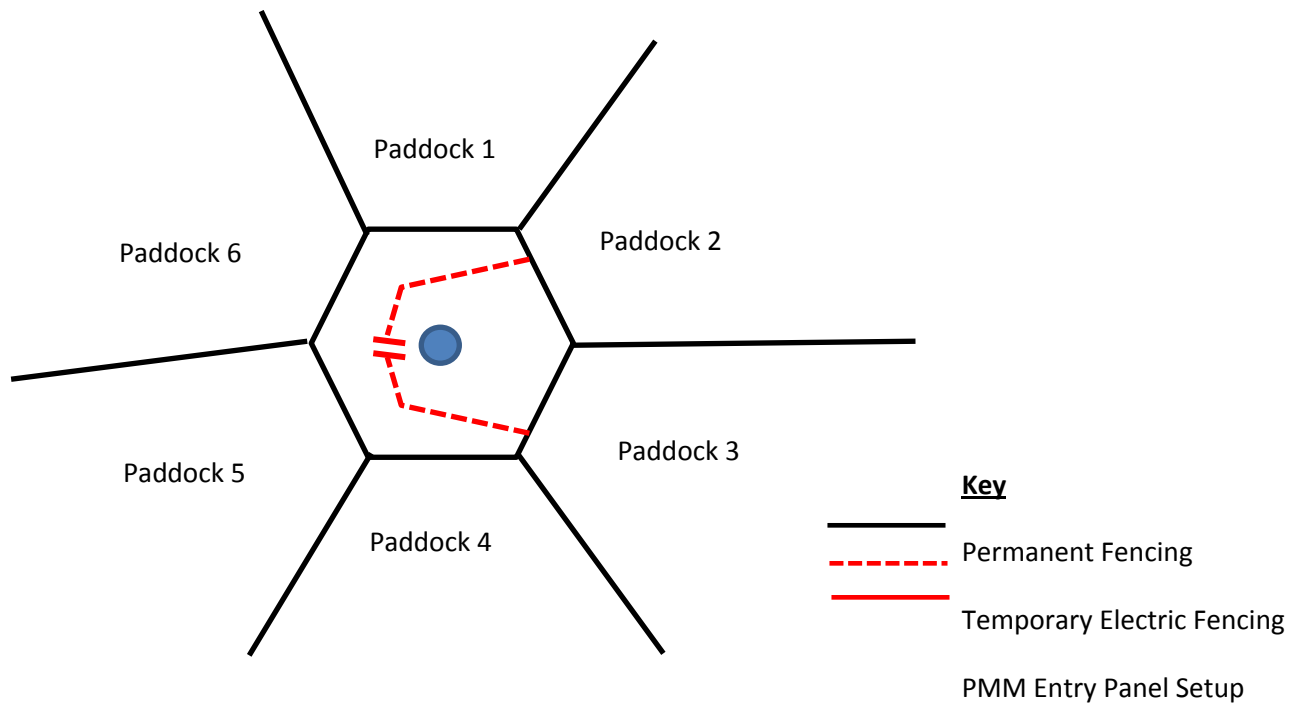 Paddock 1
Paddock 2
Paddock 6
Paddock 3
Paddock 5
Paddock 4
Key
Permanent Fencing
Temporary Electric Fencing
PMM Entry Panel Setup